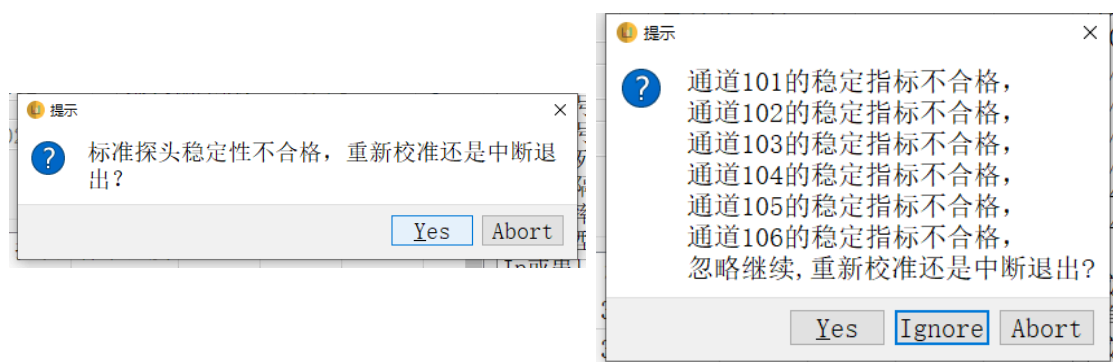 提示
标准探头稳定性不合格，重新校准还是中断退
出？
Yes
Abort
提示
通道101的稳定指标不合格，
通道102的稳定指标不合格，
通道103的稳定指标不合格，
通道104的稳定指标不合格，
通道105的稳定指标不合格，
通道106的稳定指标不合格，
忽略继续,重新校准还是中断退出?
Yes
Ignore
Abort